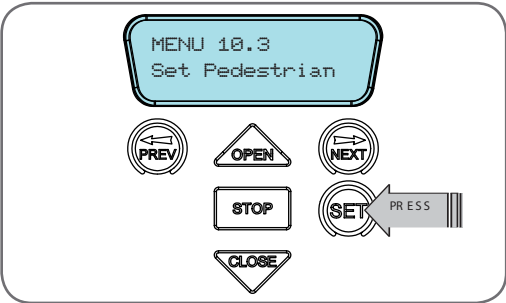 MENU 10.3
Set Pedestrian
PREV
OPEN
NEXT
STOP
SET
PRESS
CLOSE